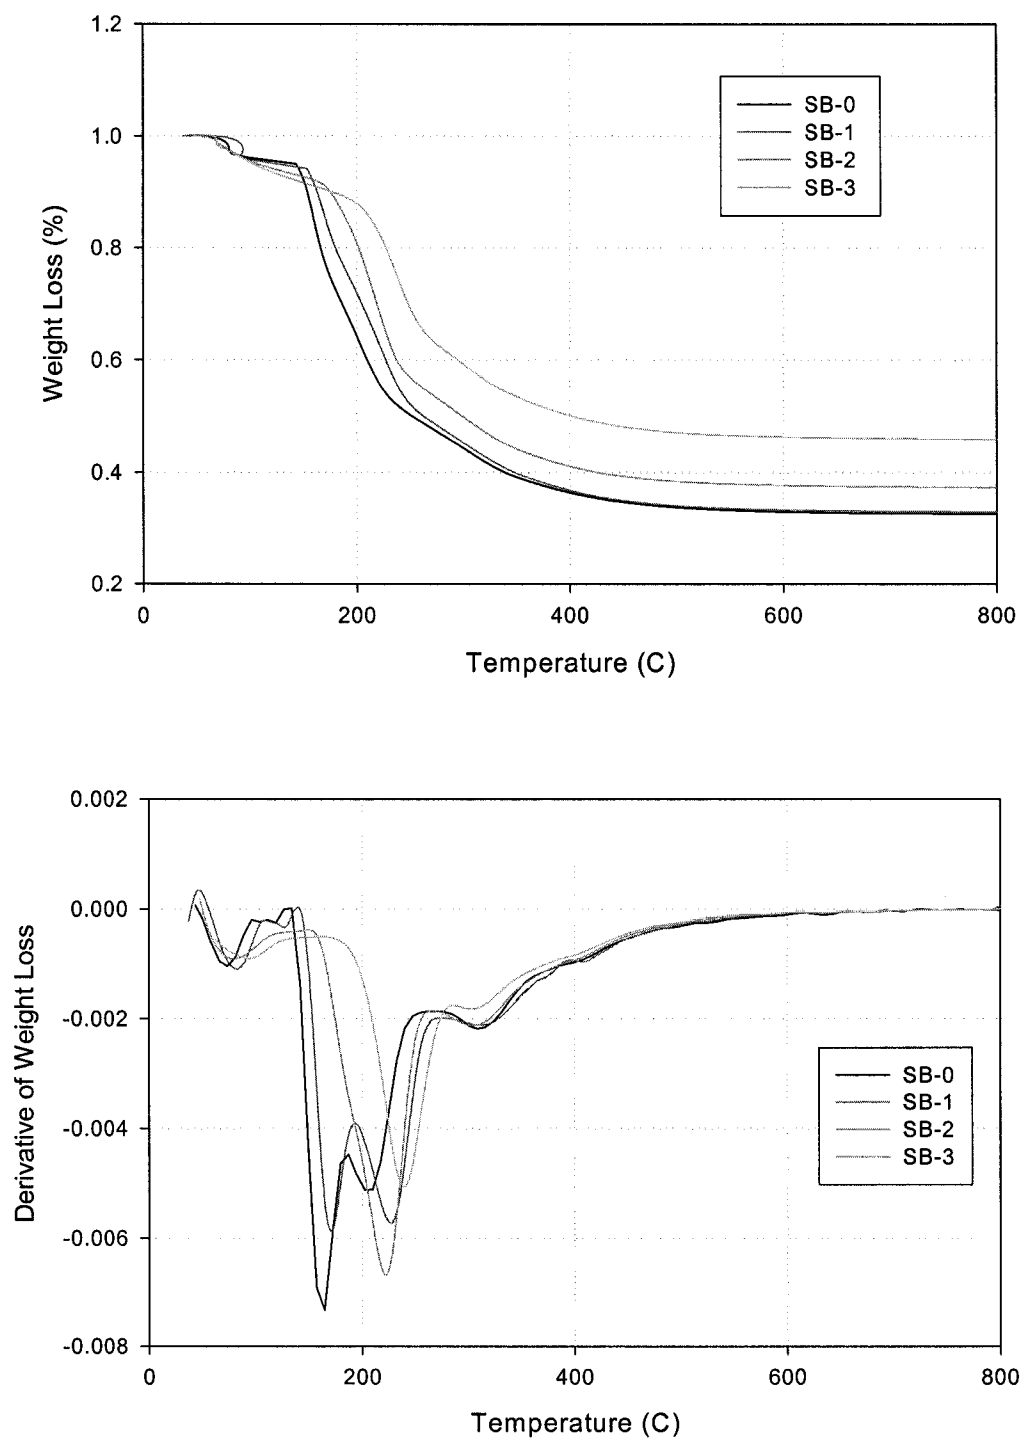 1.2
1.0
0.8
0.6
0.4
0.2
Weight Loss (%)
SB-0
SB-1
SB-2
SB-3
0 200 400 600 800
Temperature (C)
0.002
0.000
-0.002
-0.004
-0.006
-0.008
Derivative of Weight Loss
SB-0
SB-1
SB-2
SB-3
0 200 400 600 800
Temperature (C)